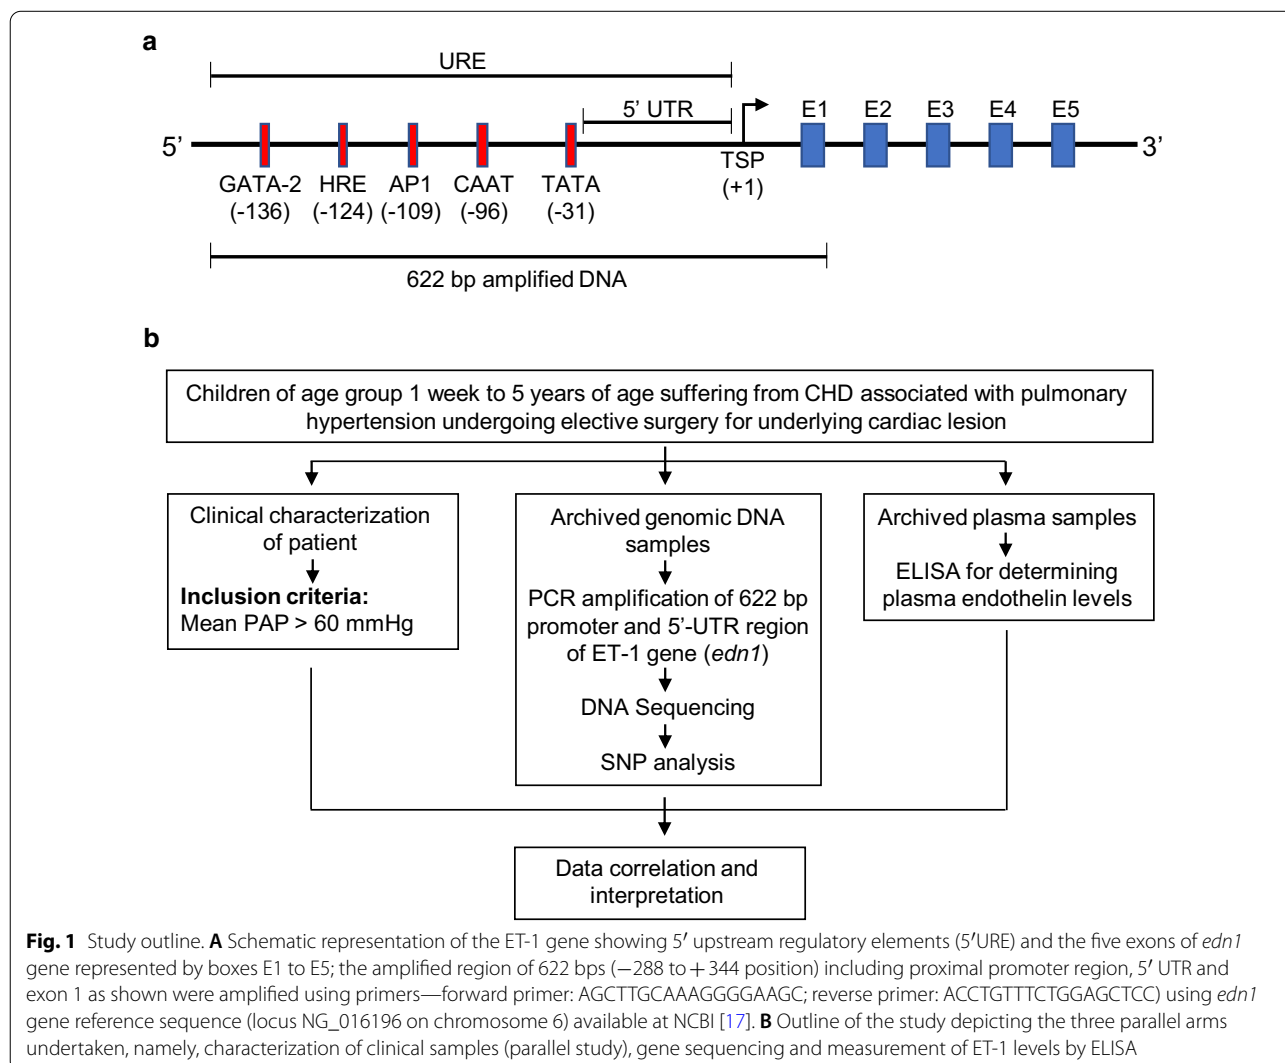 a
URE
5’ UTR
E1 E2 E3 E4 E5
5’ 3’
GATA-2 HRE AP1 CAAT TATA TSP
(-136) (-124) (-109) (-96) (-31) (+1)
622 bp amplified DNA
b
Children of age group 1 week to 5 years of age suffering from CHD associated with pulmonary
hypertension undergoing elective surgery for underlying cardiac lesion
Clinical characterization
of patient
Inclusion criteria:
Mean PAP > 60 mmHg
Archived genomic DNA
samples
PCR amplification of 622 bp
promoter and 5’-UTR region
of ET-1 gene (edn1)
DNA Sequencing
SNP analysis
Archived plasma samples
ELISA for determining
plasma endothelin levels
Data correlation and
interpretation
Fig. 1 Study outline. A Schematic representation of the ET-1 gene showing 5′ upstream regulatory elements (5′URE) and the five exons of edn1
gene represented by boxes E1 to E5; the amplified region of 622 bps (−288 to + 344 position) including proximal promoter region, 5′ UTR and
exon 1 as shown were amplified using primers—forward primer: AGCTTGCAAAGGGGAAGC; reverse primer: ACCTGTTTCTGGAGCTCC) using edn1
gene reference sequence (locus NG_016196 on chromosome 6) available at NCBI [17]. B Outline of the study depicting the three parallel arms
undertaken, namely, characterization of clinical samples (parallel study), gene sequencing and measurement of ET-1 levels by ELISA